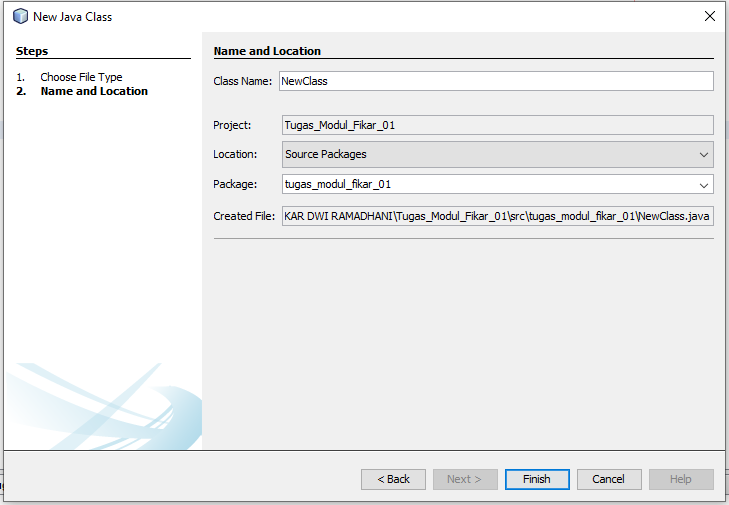 New Java Class
Steps
1. Choose File Type
2. Name and Location
Name and Location
Class Name: NewClass
Project: Tugas_Modul_Fikar_01
Location: Source Packages
Package: tugas_modul_fikar_01
Created File: KAR DWI RAMADHANI\Tugas_Modul_Fikar_01\src\tugas_modul_fikar_01\NewClass.java
< Back Next > Finish Cancel Help